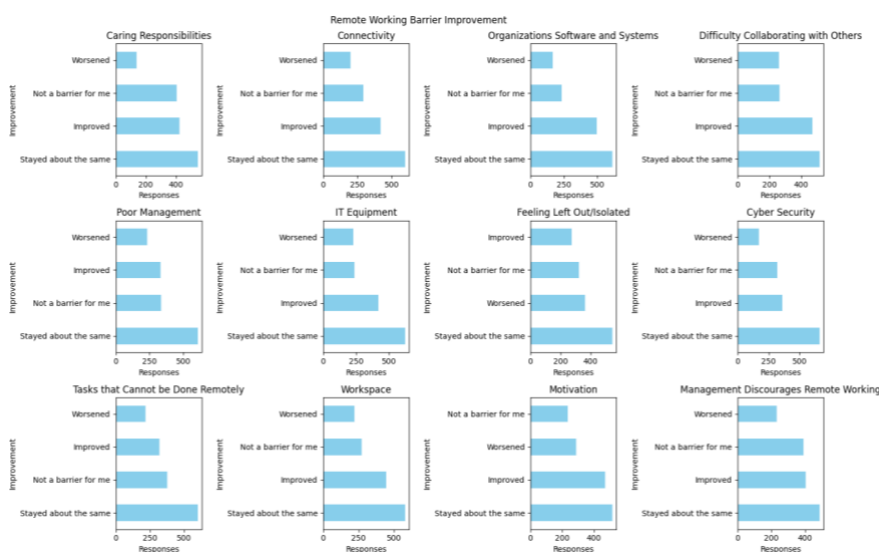 Remote Working Barrier Improvement
Caring Responsibilities
Improvement
Worsened
Not a barrier for me
Improved
Stayed about the same
0 200 400
Responses
Connectivity
Improvement
Worsened
Not a barrier for me
Improved
Stayed about the same
0 250 500
Responses
Organizations Software and Systems
Improvement
Worsened
Not a barrier for me
Improved
Stayed about the same
0 250 500
Responses
Difficulty Collaborating with Others
Improvement
Worsened
Not a barrier for me
Improved
Stayed about the same
0 200 400
Responses
Poor Management
Improvement
Worsened
Improved
Not a barrier for me
Stayed about the same
0 250 500
Responses
IT Equipment
Improvement
Worsened
Not a barrier for me
Improved
Stayed about the same
0 250 500
Responses
Feeling Left Out/Isolated
Improvement
Improved
Not a barrier for me
Worsened
Stayed about the same
0 200 400
Responses
Cyber Security
Improvement
Worsened
Not a barrier for me
Improved
Stayed about the same
0 250 500
Responses
Tasks that Cannot be Done Remotely
Improvement
Worsened
Improved
Not a barrier for me
Stayed about the same
0 250 500
Responses
Workspace
Improvement
Worsened
Not a barrier for me
Improved
Stayed about the same
0 250 500
Responses
Motivation
Improvement
Not a barrier for me
Worsened
Improved
Stayed about the same
0 200 400
Responses
Management Discourages Remote Working
Improvement
Worsened
Not a barrier for me
Improved
Stayed about the same
0 200 400
Responses